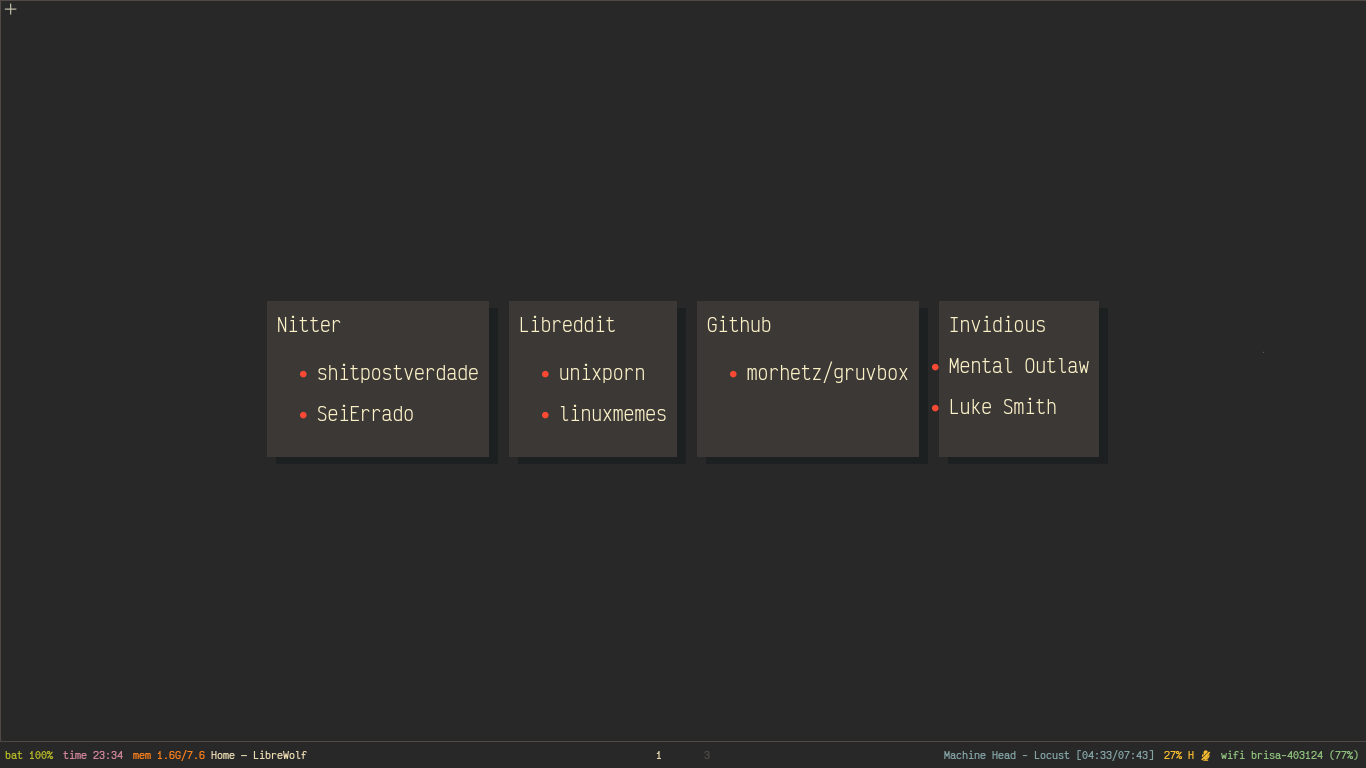 Nitter
shitpostverdade
SeiErrado
Libreddit
unixporn
linuxmemes
Github
morhetz/gruvbox
Invidious
Mental Outlaw
Luke Smith
bat 100% time 23:34 mem 1.6G/7.6 Home — LibreWolf 1 3 Machine Head - Locust [04:33/07:43] 27% H wifi brisa-403124 (77%)